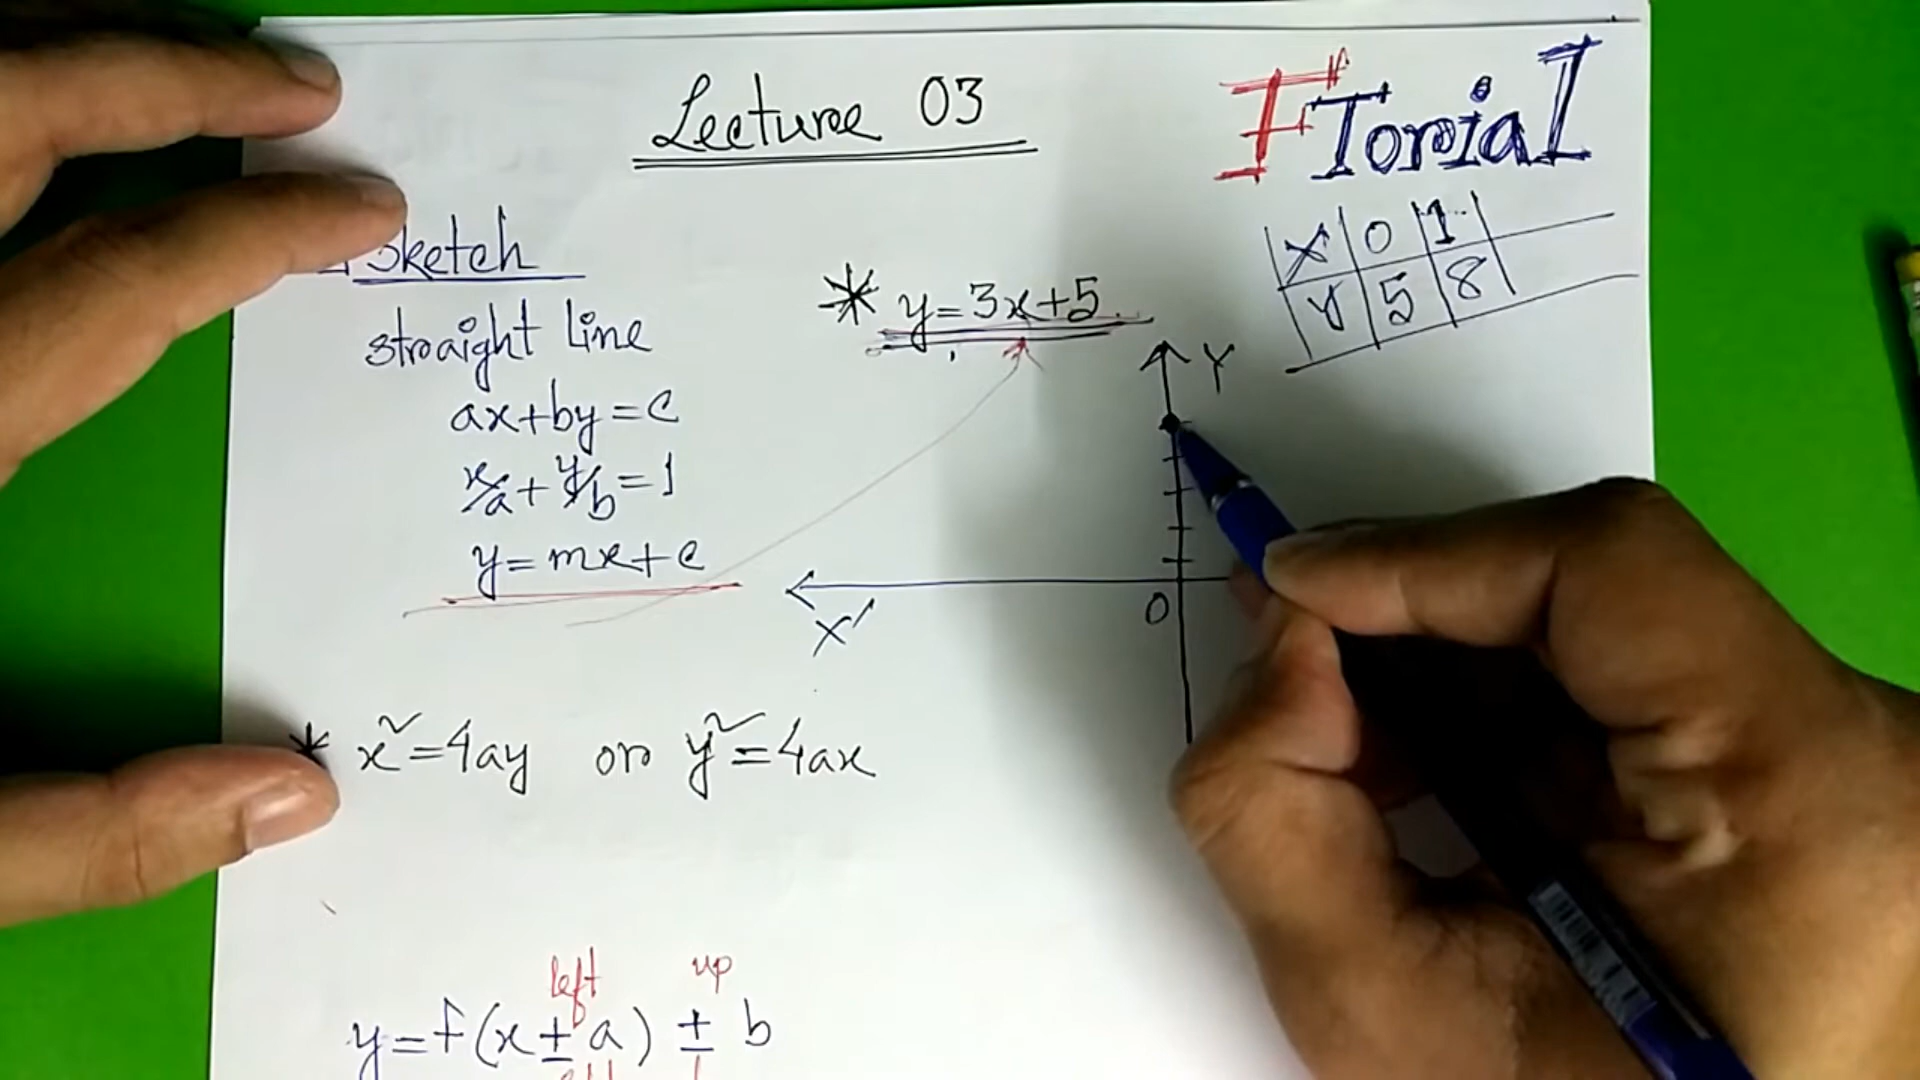 Lecture 03
FTorial
Sketch
straight line
ax+by=c
x/a+y/b=1
y=mx+c
* y=3x+5
X 0 1
Y 5 8
Y
X'
O
* x²=4ay or y²=4ax
left up
y=f(x±a) ± b